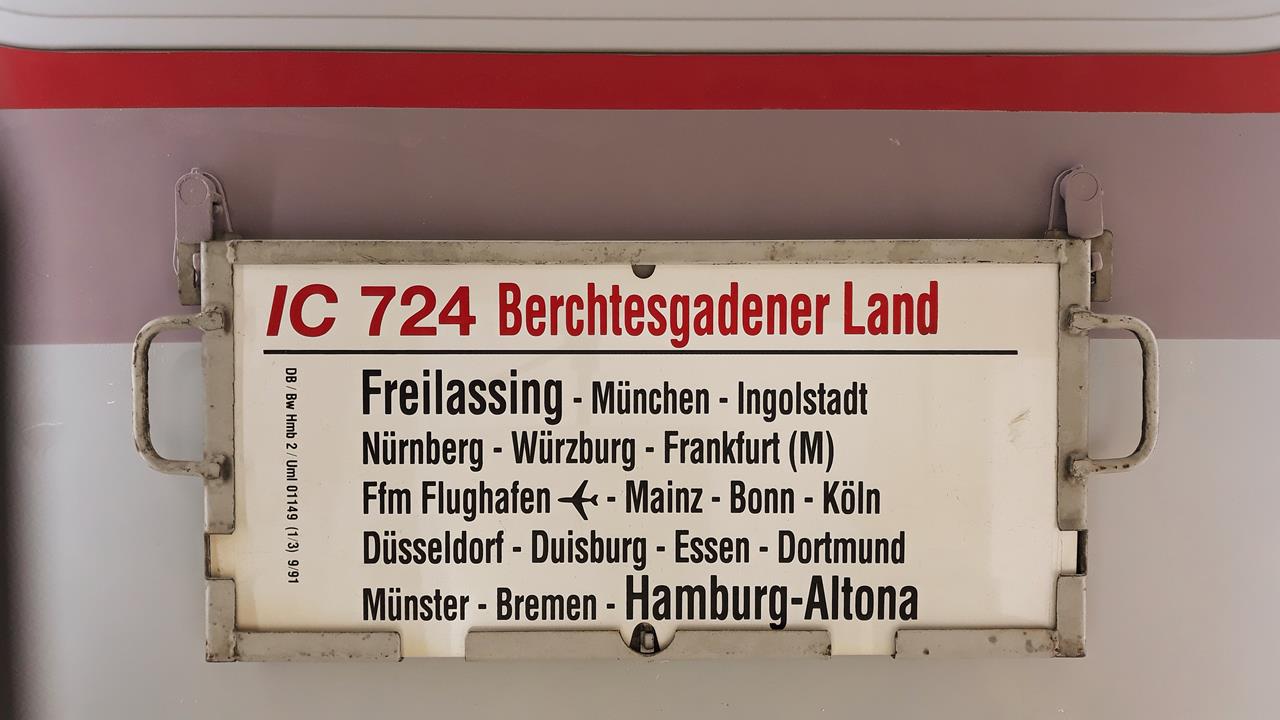 IC 724 Berchtesgadener Land
DB / Bw Hmb 2 / Uml 01149 (1/3) 9/91
Freilassing - München - Ingolstadt
Nürnberg - Würzburg - Frankfurt (M)
Ffm Flughafen - Mainz - Bonn - Köln
Düsseldorf - Duisburg - Essen - Dortmund
Münster - Bremen - Hamburg-Altona